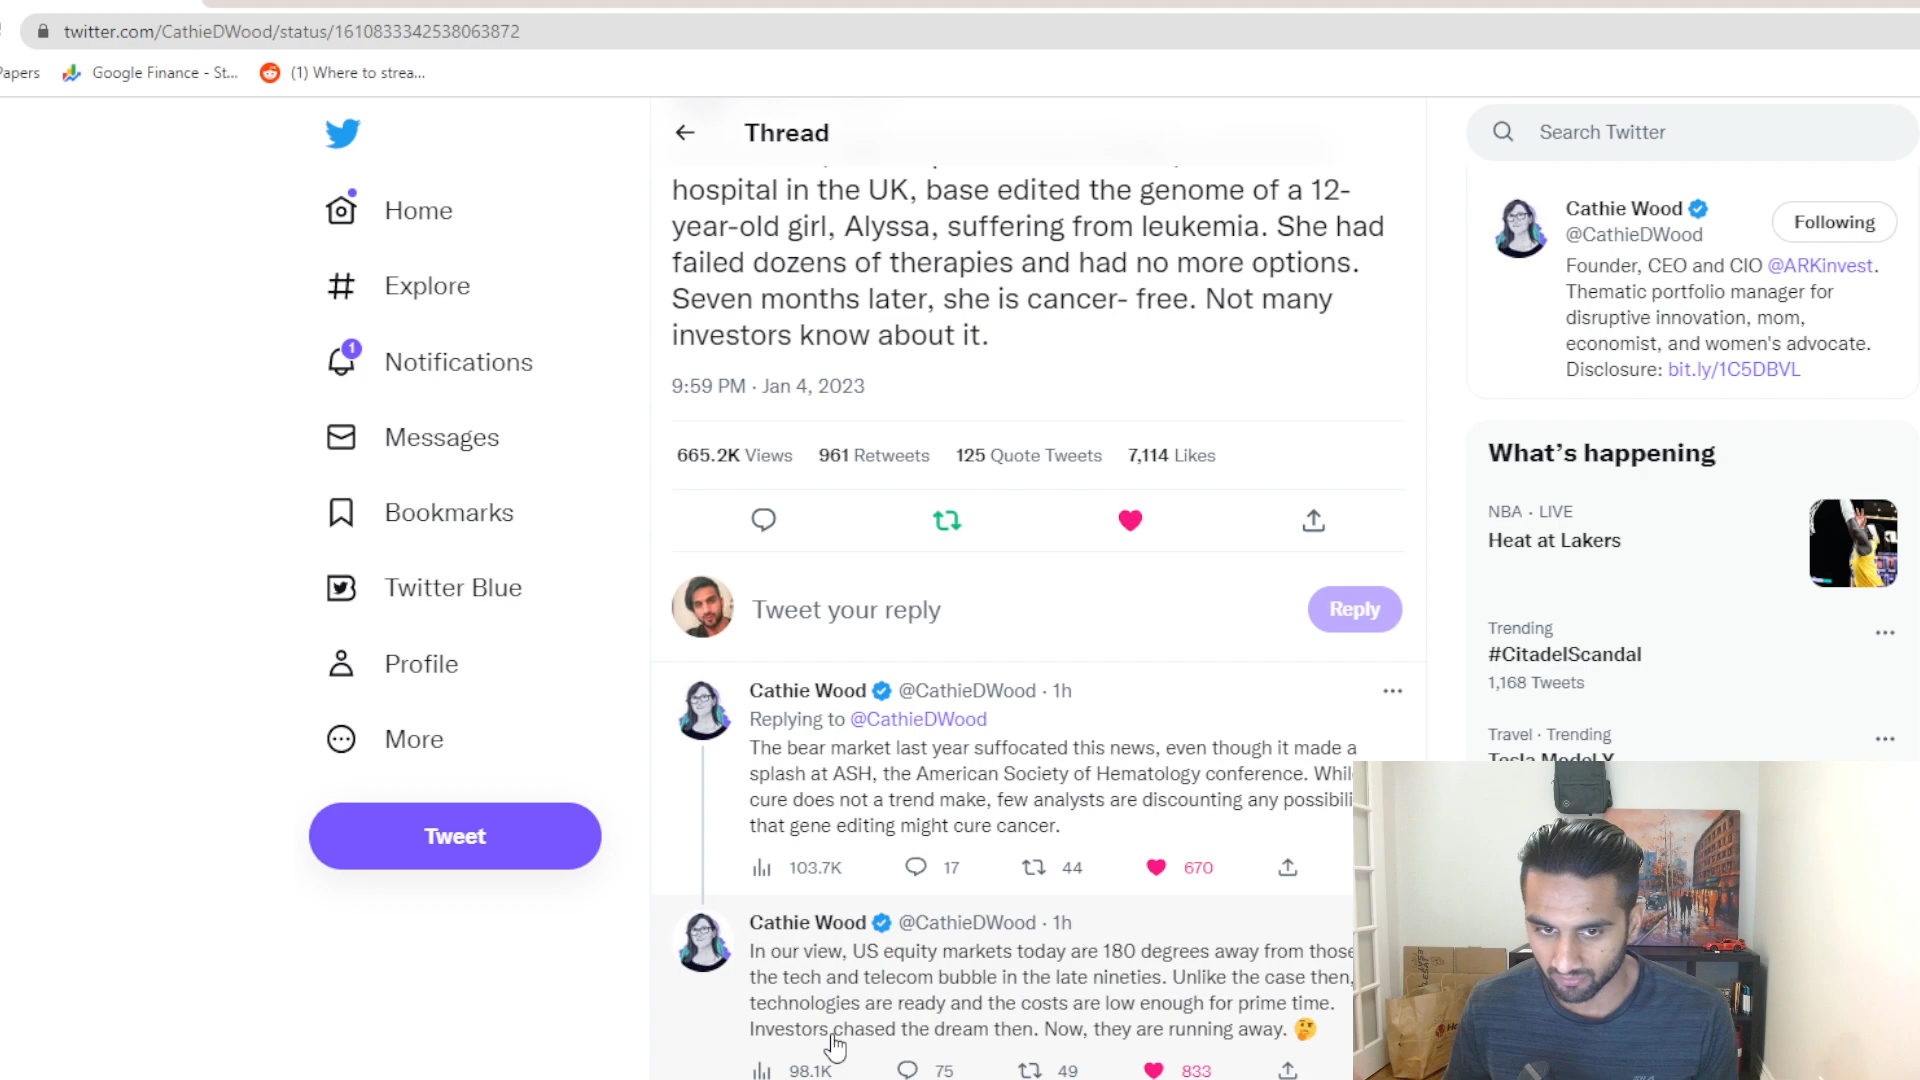 twitter.com/CathieDWood/status/1610833342538063872
Papers
Google Finance - St...
(1) Where to strea...
Home
Explore
1
Notifications
Messages
Bookmarks
Twitter Blue
Profile
More
Tweet
Thread
hospital in the UK, base edited the genome of a 12-
year-old girl, Alyssa, suffering from leukemia. She had
failed dozens of therapies and had no more options.
Seven months later, she is cancer- free. Not many
investors know about it.
9:59 PM · Jan 4, 2023
665.2K Views 961 Retweets 125 Quote Tweets 7,114 Likes
Tweet your reply
Reply
Cathie Wood @CathieDWood · 1h
Replying to @CathieDWood
The bear market last year suffocated this news, even though it made a
splash at ASH, the American Society of Hematology conference. Whil
cure does not a trend make, few analysts are discounting any possibili
that gene editing might cure cancer.
103.7K 17 44 670
Cathie Wood @CathieDWood · 1h
In our view, US equity markets today are 180 degrees away from those
the tech and telecom bubble in the late nineties. Unlike the case then,
technologies are ready and the costs are low enough for prime time.
Investors chased the dream then. Now, they are running away. 🤔
98.1K 75 49 833
Search Twitter
Cathie Wood
@CathieDWood
Following
Founder, CEO and CIO @ARKinvest.
Thematic portfolio manager for
disruptive innovation, mom,
economist, and women's advocate.
Disclosure: bit.ly/1C5DBVL
What's happening
NBA · LIVE
Heat at Lakers
Trending
#CitadelScandal
1,168 Tweets
Travel · Trending
Tesla Model Y